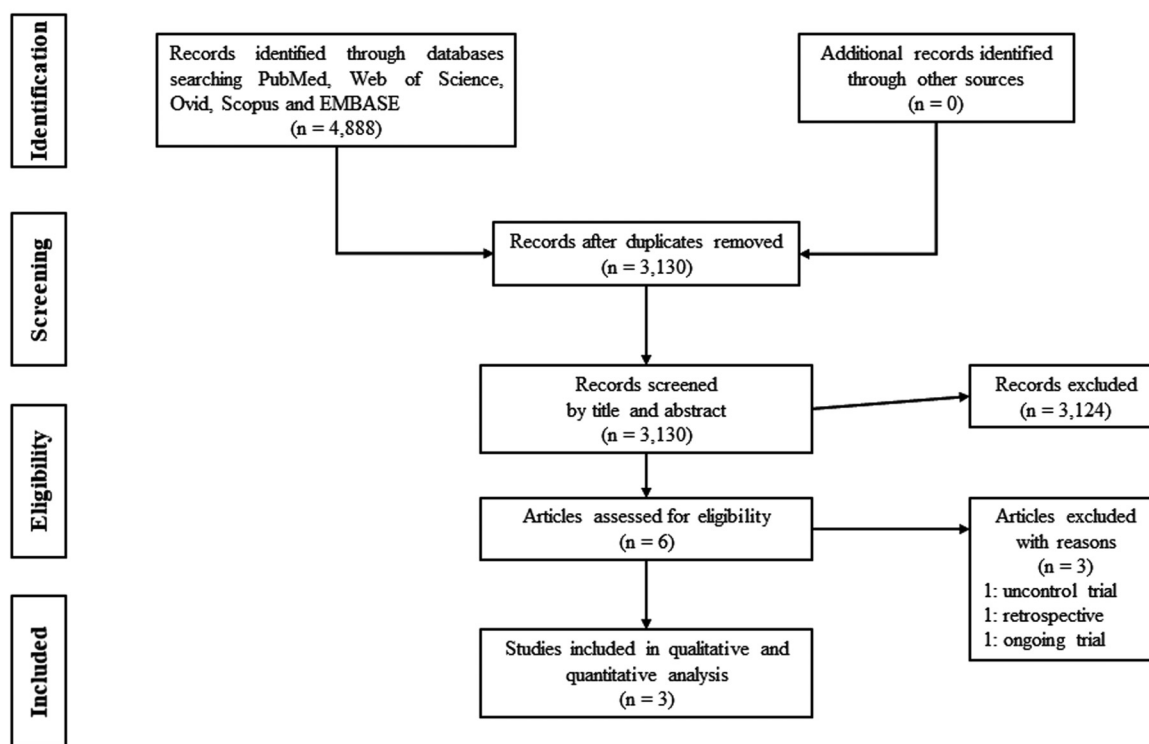 Identification
Records identified through databases
searching PubMed, Web of Science,
Ovid, Scopus and EMBASE
(n = 4,888)
Additional records identified
through other sources
(n = 0)
Screening
Records after duplicates removed
(n = 3,130)
Records screened
by title and abstract
(n = 3,130)
Records excluded
(n = 3,124)
Eligibility
Articles assessed for eligibility
(n = 6)
Articles excluded
with reasons
(n = 3)
1: uncontrol trial
1: retrospective
1: ongoing trial
Included
Studies included in qualitative and
quantitative analysis
(n = 3)